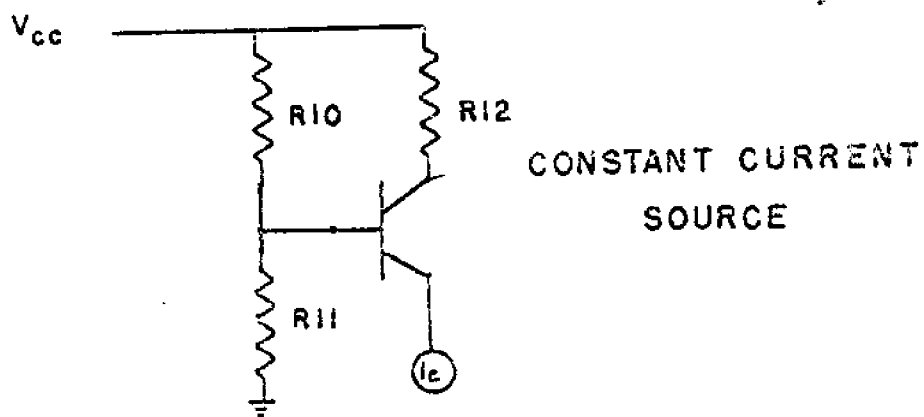 Vcc
R10
R12
CONSTANT CURRENT
SOURCE
R11
Ic